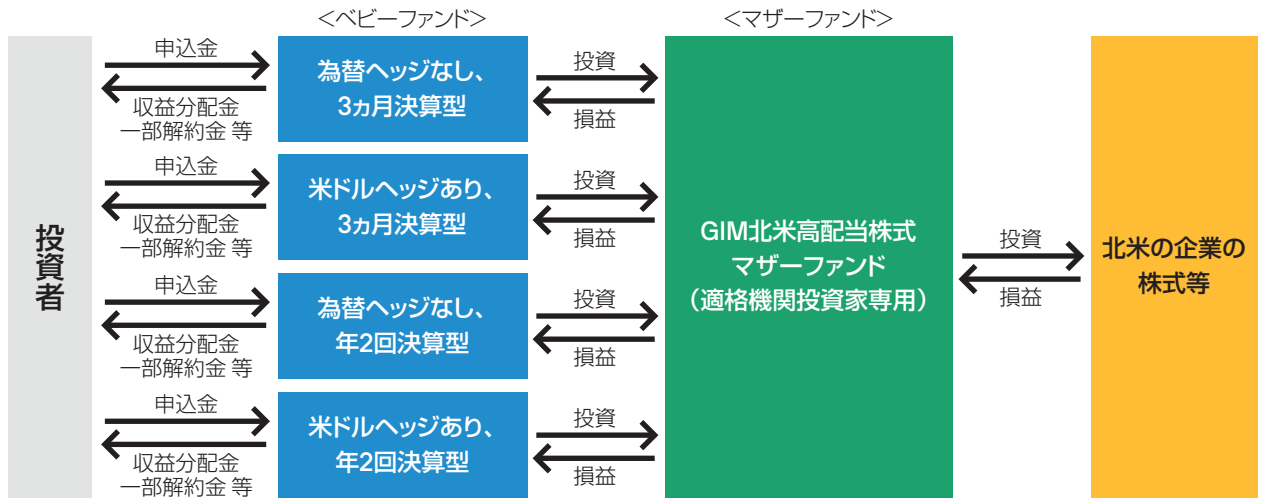 ＜ベビーファンド＞
＜マザーファンド＞
投資者
申込金
収益分配金
一部解約金 等
為替ヘッジなし、
3ヵ月決算型
投資
損益
申込金
収益分配金
一部解約金 等
米ドルヘッジあり、
3ヵ月決算型
投資
損益
申込金
収益分配金
一部解約金 等
為替ヘッジなし、
年2回決算型
投資
損益
申込金
収益分配金
一部解約金 等
米ドルヘッジあり、
年2回決算型
投資
損益
GIM北米高配当株式
マザーファンド
（適格機関投資家専用）
投資
損益
北米の企業の
株式等